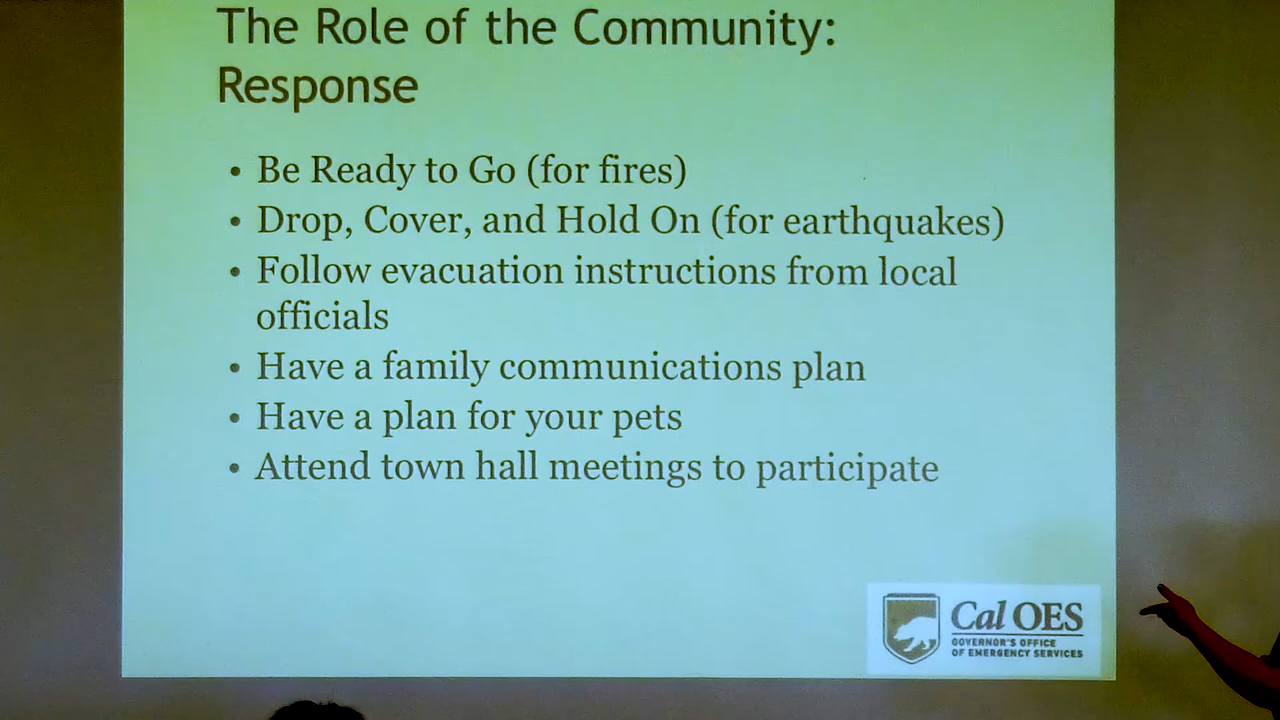 The Role of the Community:
Response
• Be Ready to Go (for fires)
• Drop, Cover, and Hold On (for earthquakes)
• Follow evacuation instructions from local
officials
• Have a family communications plan
• Have a plan for your pets
• Attend town hall meetings to participate
Cal OES
GOVERNOR'S OFFICE
OF EMERGENCY SERVICES